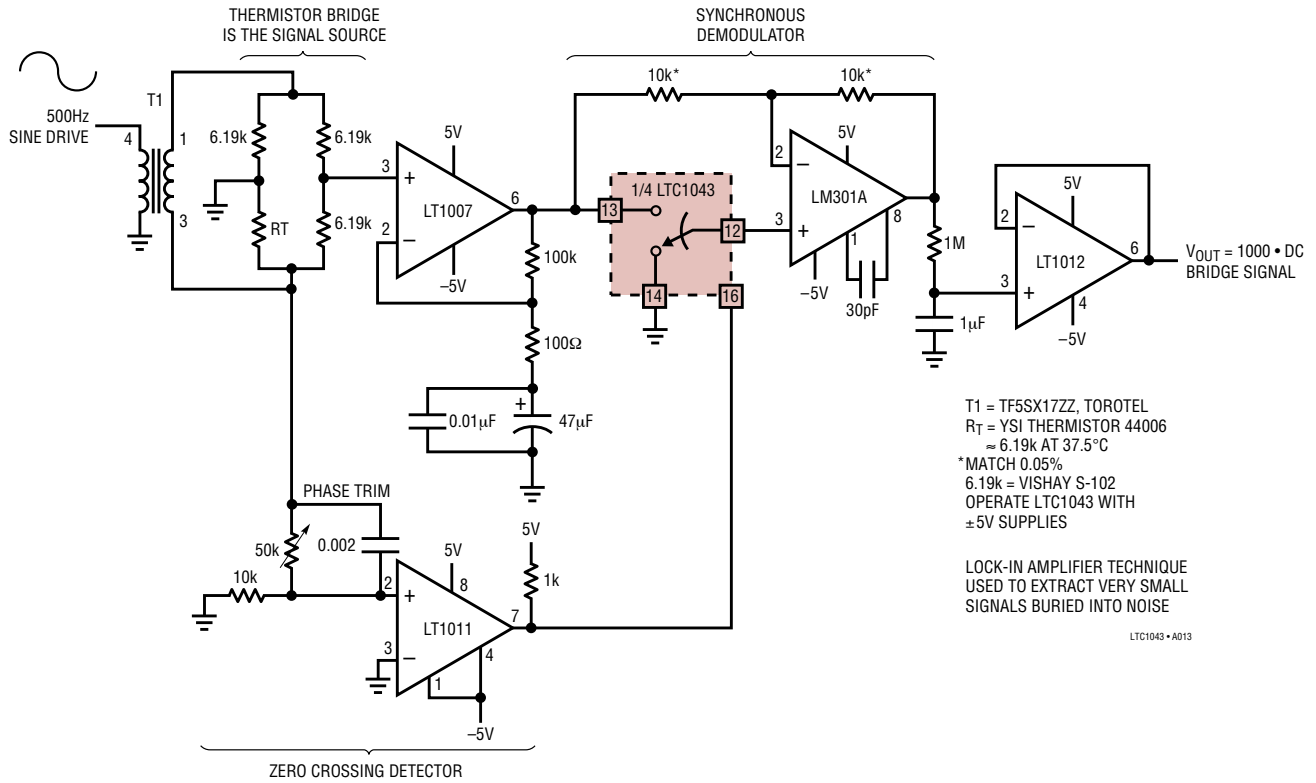 THERMISTOR BRIDGE
IS THE SIGNAL SOURCE
SYNCHRONOUS
DEMODULATOR
500Hz
SINE DRIVE
T1
4
1
3
6.19k
6.19k
RT
6.19k
3
+
2
−
5V
LT1007
−5V
6
100k
100Ω
0.01µF
+
47µF
10k*
10k*
1/4 LTC1043
13
12
14
16
2
−
3
+
5V
LM301A
−5V
1
8
30pF
1M
1µF
2
−
3
+
5V
LT1012
6
4
−5V
VOUT = 1000 • DC
BRIDGE SIGNAL
PHASE TRIM
50k
0.002
10k
2
+
3
−
5V
8
LT1011
7
4
1
−5V
5V
1k
ZERO CROSSING DETECTOR
T1 = TF5SX17ZZ, TOROTEL
RT = YSI THERMISTOR 44006
≈ 6.19k AT 37.5°C
*MATCH 0.05%
6.19k = VISHAY S-102
OPERATE LTC1043 WITH
±5V SUPPLIES
LOCK-IN AMPLIFIER TECHNIQUE
USED TO EXTRACT VERY SMALL
SIGNALS BURIED INTO NOISE
LTC1043 • A013